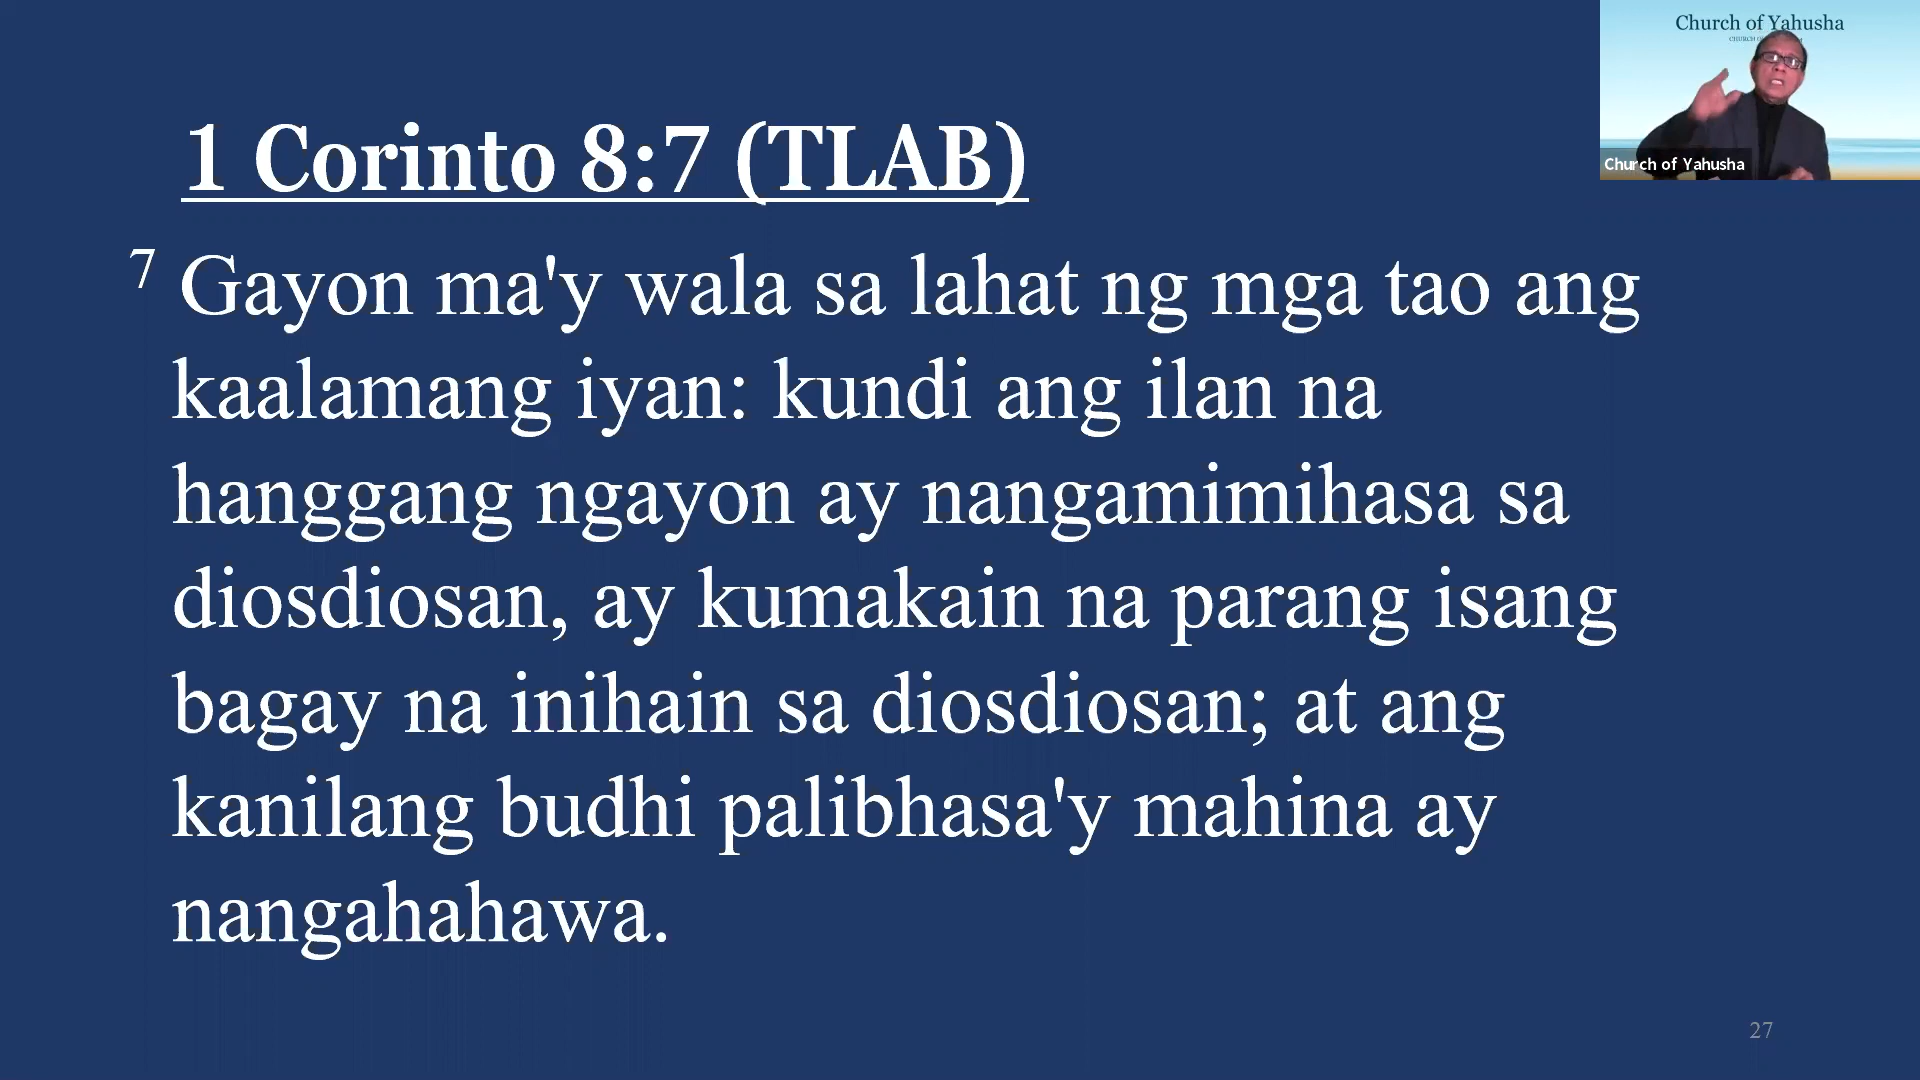 Church of Yahusha
Church of Yahusha
1 Corinto 8:7 (TLAB)
7 Gayon ma'y wala sa lahat ng mga tao ang
kaalamang iyan: kundi ang ilan na
hanggang ngayon ay nangamimihasa sa
diosdiosan, ay kumakain na parang isang
bagay na inihain sa diosdiosan; at ang
kanilang budhi palibhasa'y mahina ay
nangahahawa.
27